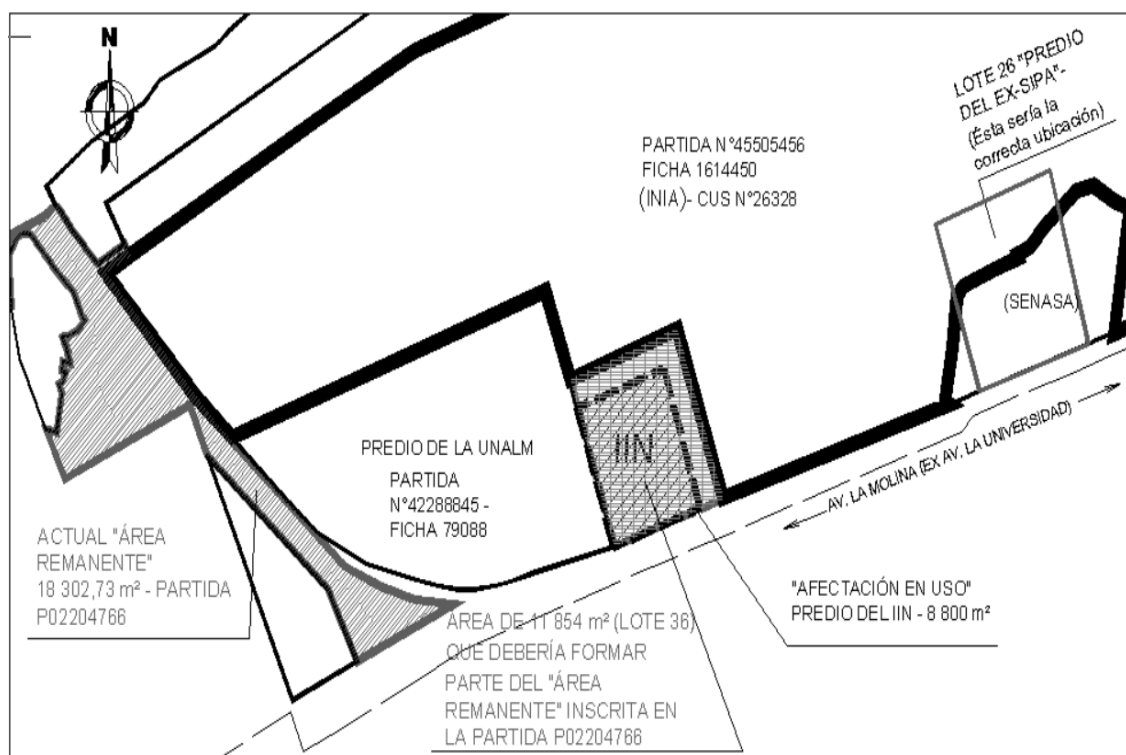 N
LOTE 26 "PREDIO
DEL EX-SIPA"-
(Ésta sería la
correcta ubicación)
PARTIDA N°45505456
FICHA 1614450
(INIA)- CUS N°26328
(SENASA)
IIN
PREDIO DE LA UNALM
PARTIDA
N°42288845 -
FICHA 79088
AV. LA MOLINA (EX AV. LA UNIVERSIDAD)
ACTUAL "ÁREA
REMANENTE"
18 302,73 m² - PARTIDA
P02204766
"AFECTACIÓN EN USO"
PREDIO DEL IIN - 8 800 m²
AREA DE 11 854 m² (LOTE 36)
QUE DEBERÍA FORMAR
PARTE DEL "ÁREA
REMANENTE" INSCRITA EN
LA PARTIDA P02204766